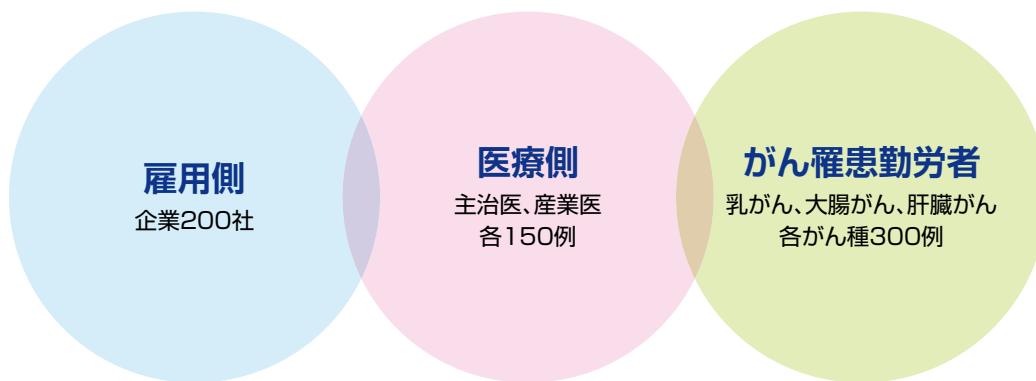 雇用側
企業200社
医療側
主治医、産業医
各150例
がん罹患勤労者
乳がん、大腸がん、肝臓がん
各がん種300例